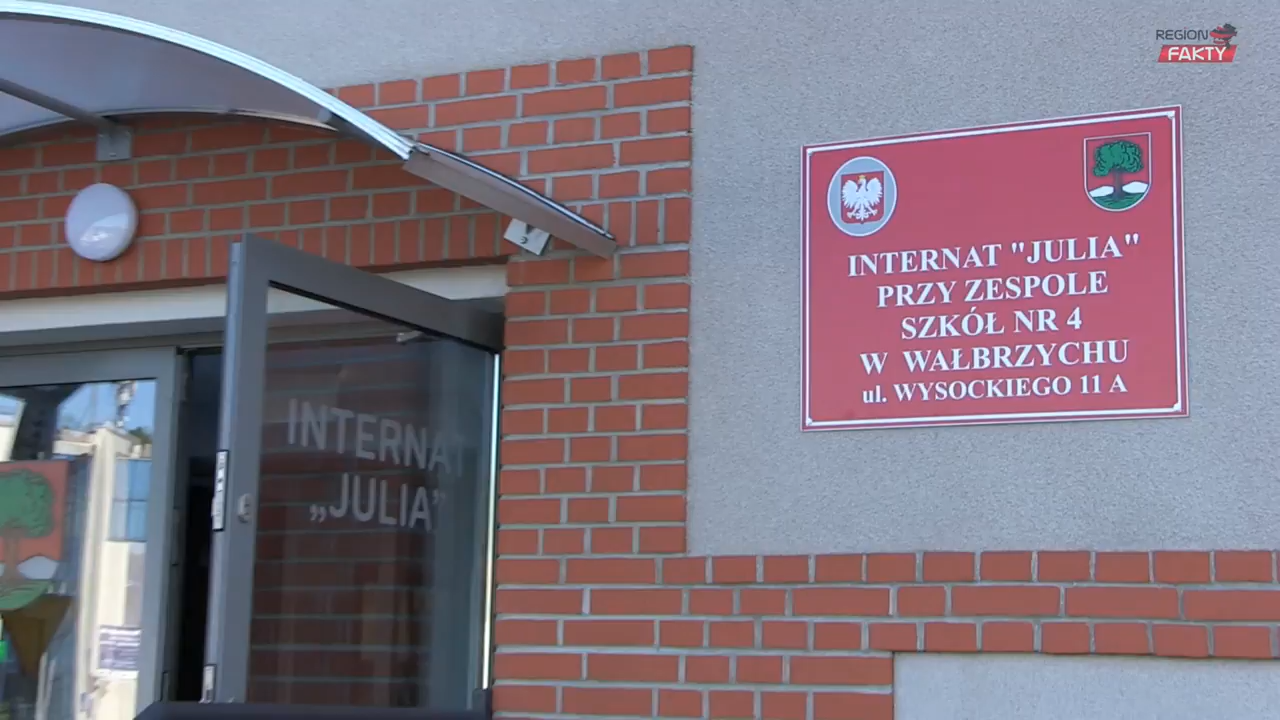 REGION
FAKTY
INTERNAT "JULIA"
PRZY ZESPOLE
SZKÓŁ NR 4
W WAŁBRZYCHU
ul. WYSOCKIEGO 11 A
INTERNAT
„JULIA”